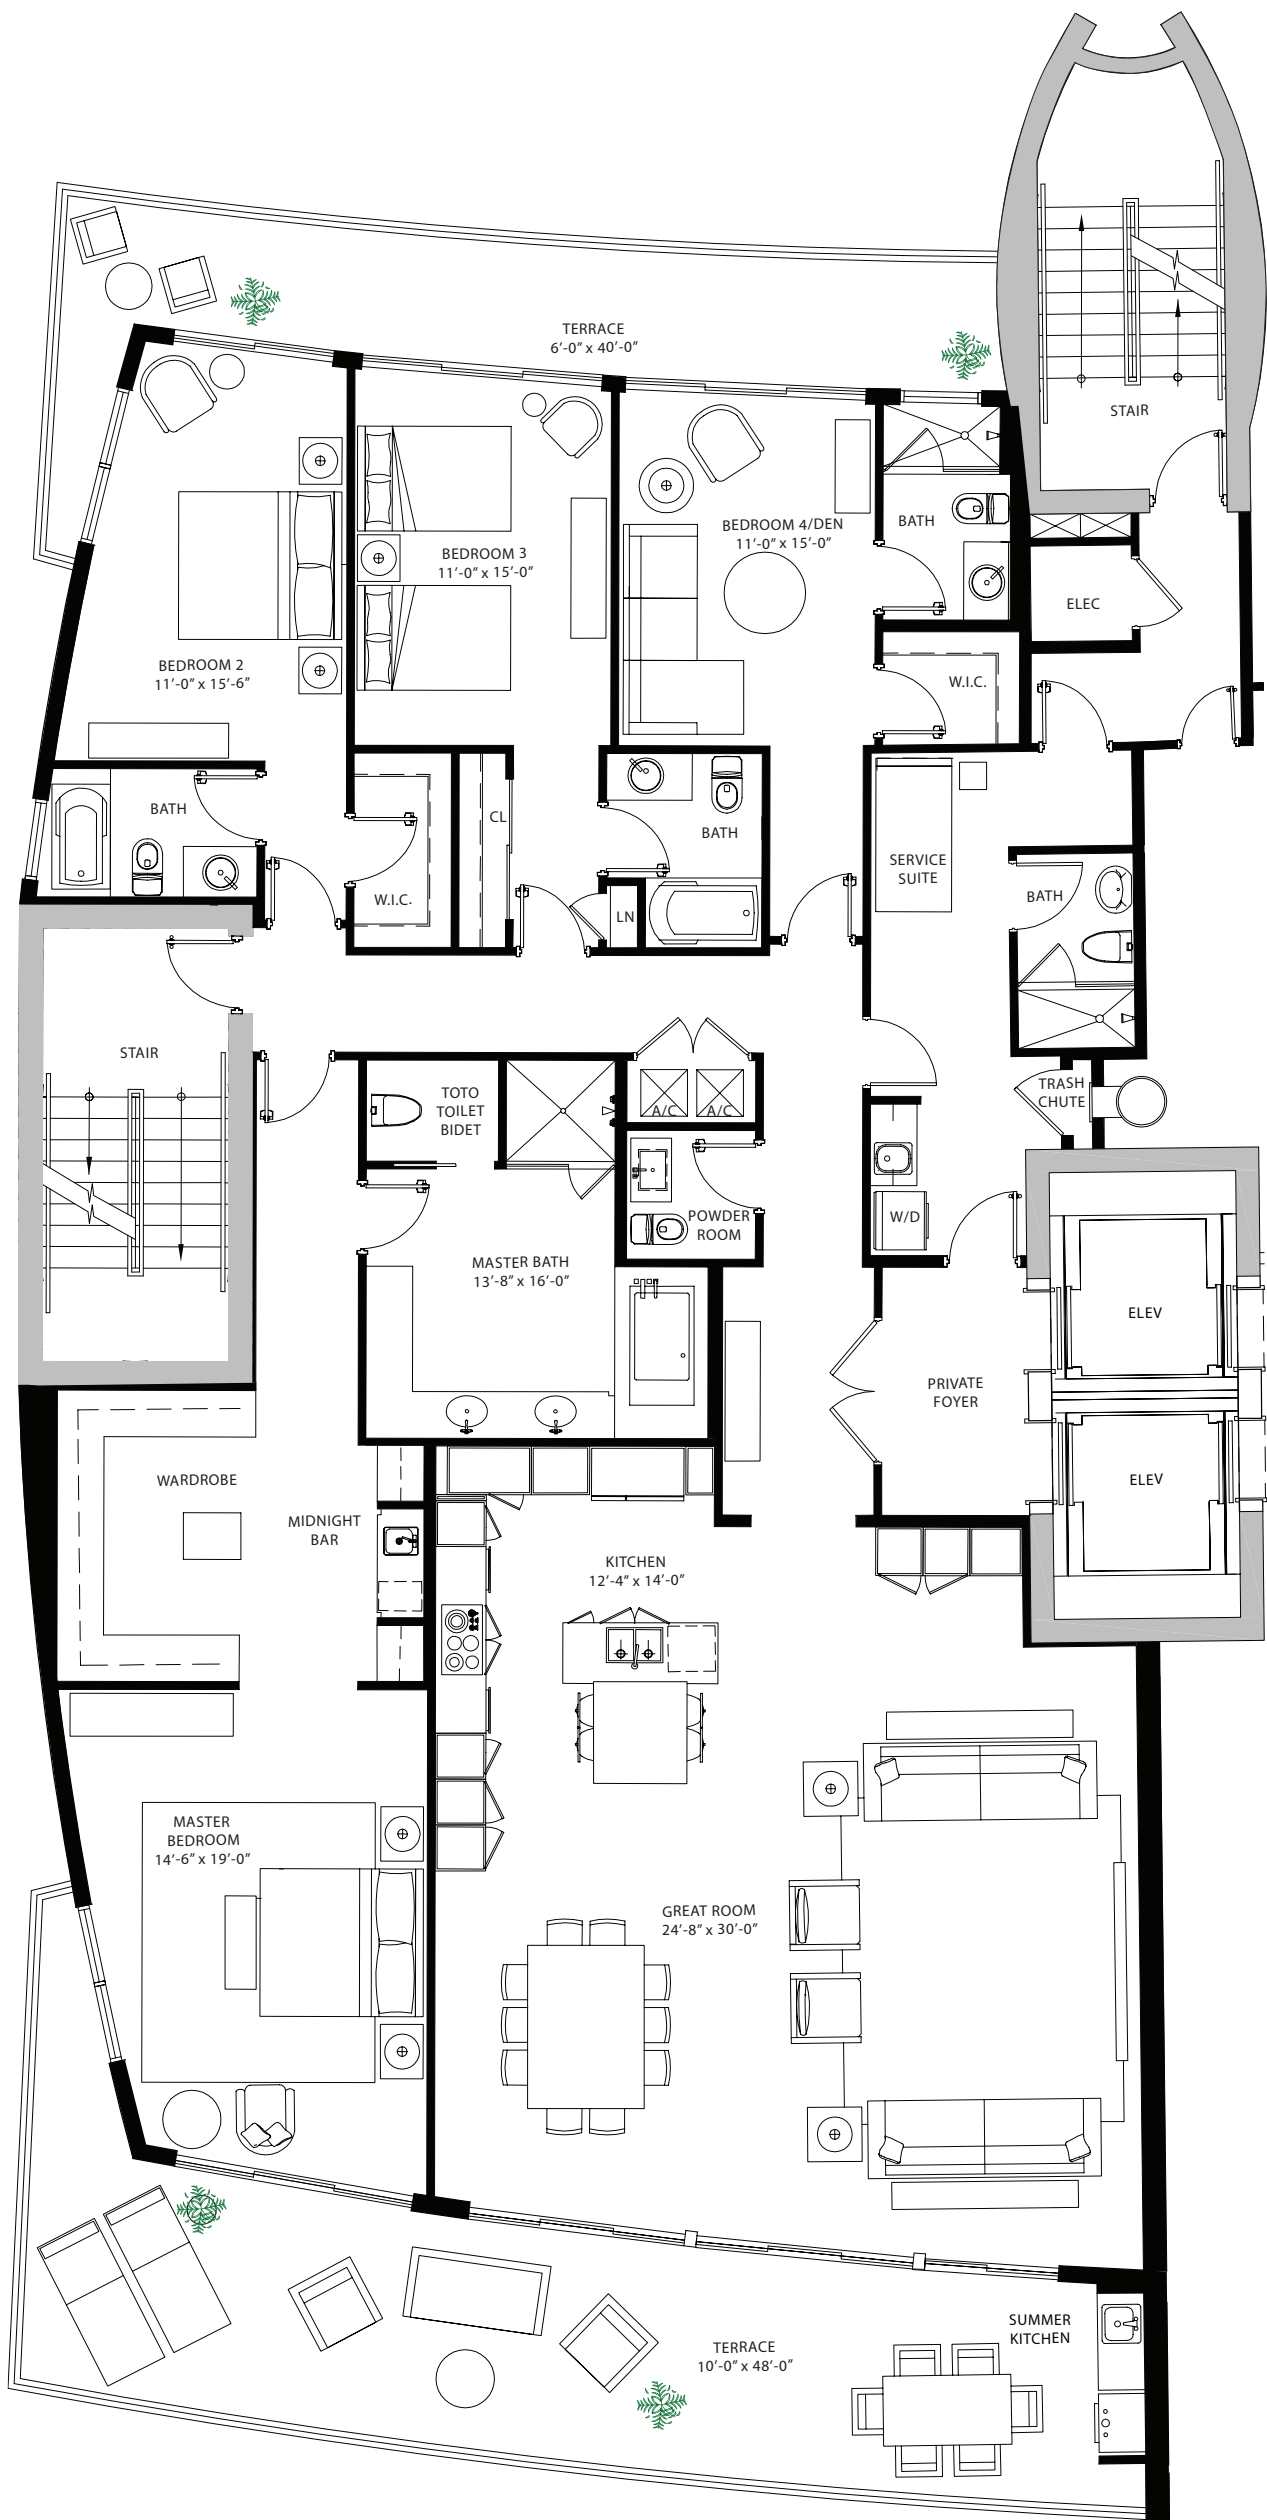 TERRACE
6'-0" x 40'-0"
STAIR
BEDROOM 4/DEN
11'-0" x 15'-0"
BATH
BEDROOM 3
11'-0" x 15'-0"
ELEC
BEDROOM 2
11'-0" x 15'-6"
W.I.C.
BATH
CL
BATH
SERVICE
SUITE
BATH
W.I.C.
LN
STAIR
TOTO
TOILET
BIDET
A/C
A/C
TRASH
CHUTE
POWDER
ROOM
W/D
MASTER BATH
13'-8" x 16'-0"
ELEV
PRIVATE
FOYER
WARDROBE
ELEV
MIDNIGHT
BAR
KITCHEN
12'-4" x 14'-0"
MASTER
BEDROOM
14'-6" x 19'-0"
GREAT ROOM
24'-8" x 30'-0"
SUMMER
KITCHEN
TERRACE
10'-0" x 48'-0"